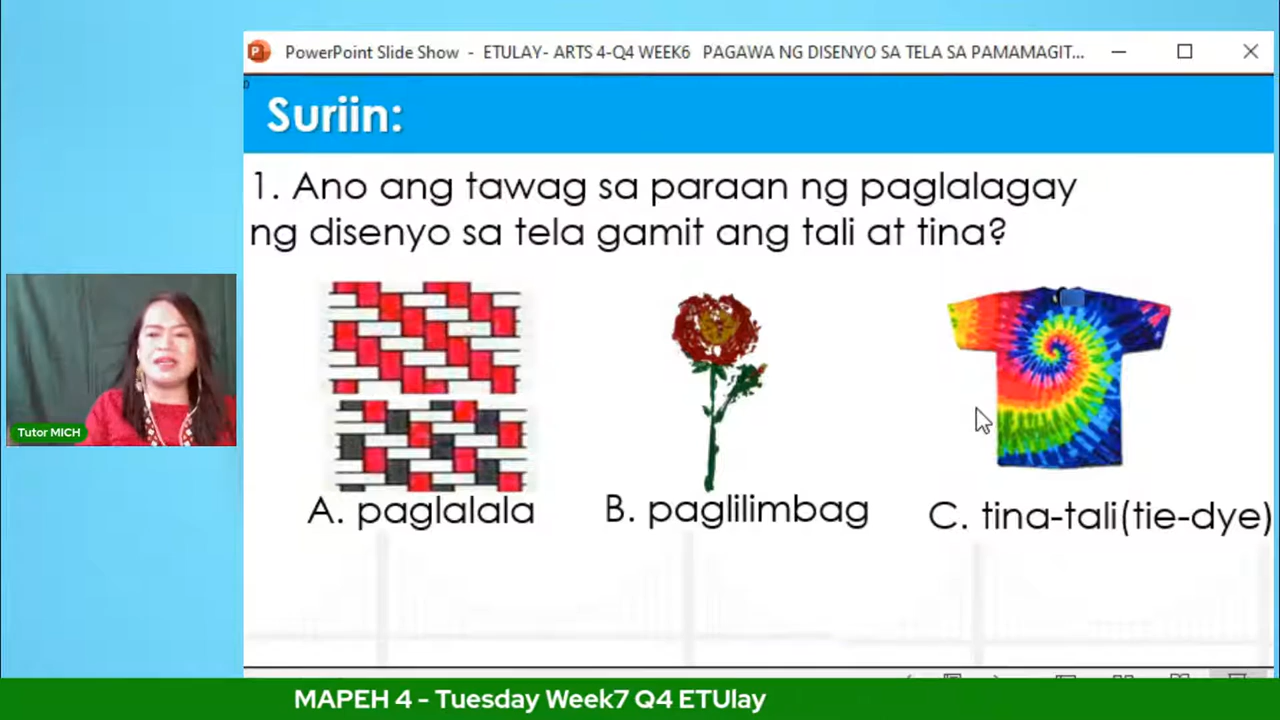 PowerPoint Slide Show - ETULAY- ARTS 4-Q4 WEEK6 PAGAWA NG DISENYO SA TELA SA PAMAMAGIT...
Suriin:
1. Ano ang tawag sa paraan ng paglalagay
ng disenyo sa tela gamit ang tali at tina?
A. paglalala
B. paglilimbag
C. tina-tali(tie-dye)
Tutor MICH
MAPEH 4 - Tuesday Week7 Q4 ETUlay